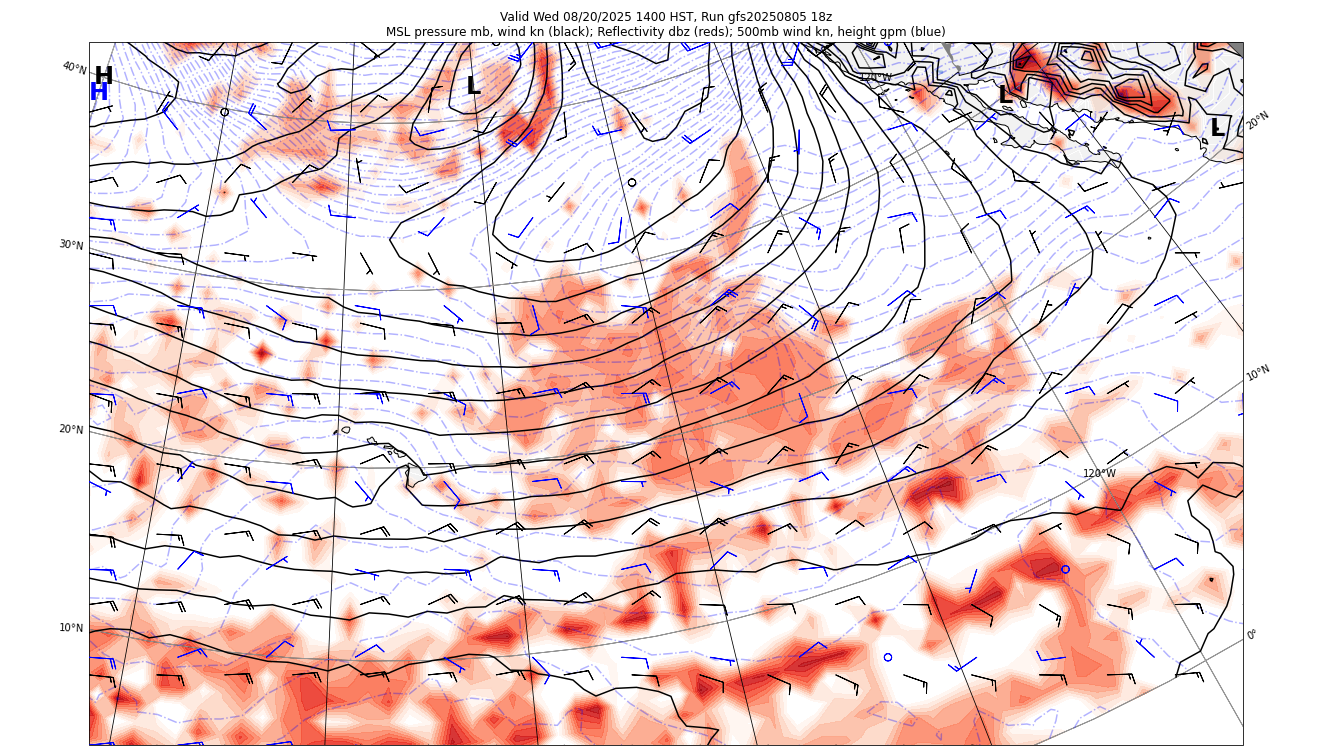 Valid Wed 08/20/2025 1400 HST, Run gfs20250805 18z
MSL pressure mb, wind kn (black); Reflectivity dbz (reds); 500mb wind kn, height gpm (blue)
40°N
H
H
L
120°W
L
L
20°N
30°N
10°N
20°N
120°W
10°N
0°